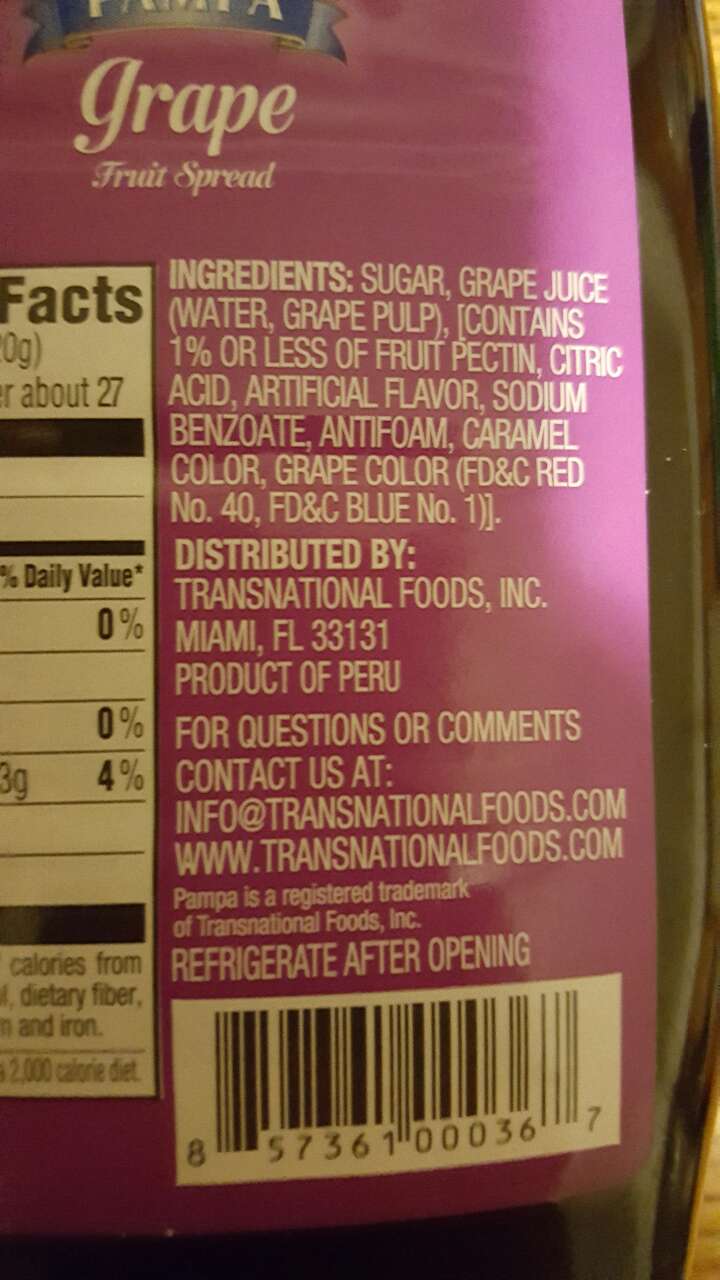 PAMPA
Grape
Fruit Spread
Facts
20g)
er about 27
% Daily Value*
0%
0%
3g 4%
calories from
dietary fiber,
and iron.
2,000 calorie diet.
INGREDIENTS: SUGAR, GRAPE JUICE
(WATER, GRAPE PULP), [CONTAINS
1% OR LESS OF FRUIT PECTIN, CITRIC
ACID, ARTIFICIAL FLAVOR, SODIUM
BENZOATE, ANTIFOAM, CARAMEL
COLOR, GRAPE COLOR (FD&C RED
No. 40, FD&C BLUE No. 1)].
DISTRIBUTED BY:
TRANSNATIONAL FOODS, INC.
MIAMI, FL 33131
PRODUCT OF PERU
FOR QUESTIONS OR COMMENTS
CONTACT US AT:
INFO@TRANSNATIONALFOODS.COM
WWW.TRANSNATIONALFOODS.COM
Pampa is a registered trademark
of Transnational Foods, Inc.
REFRIGERATE AFTER OPENING
8 57361 00036 7